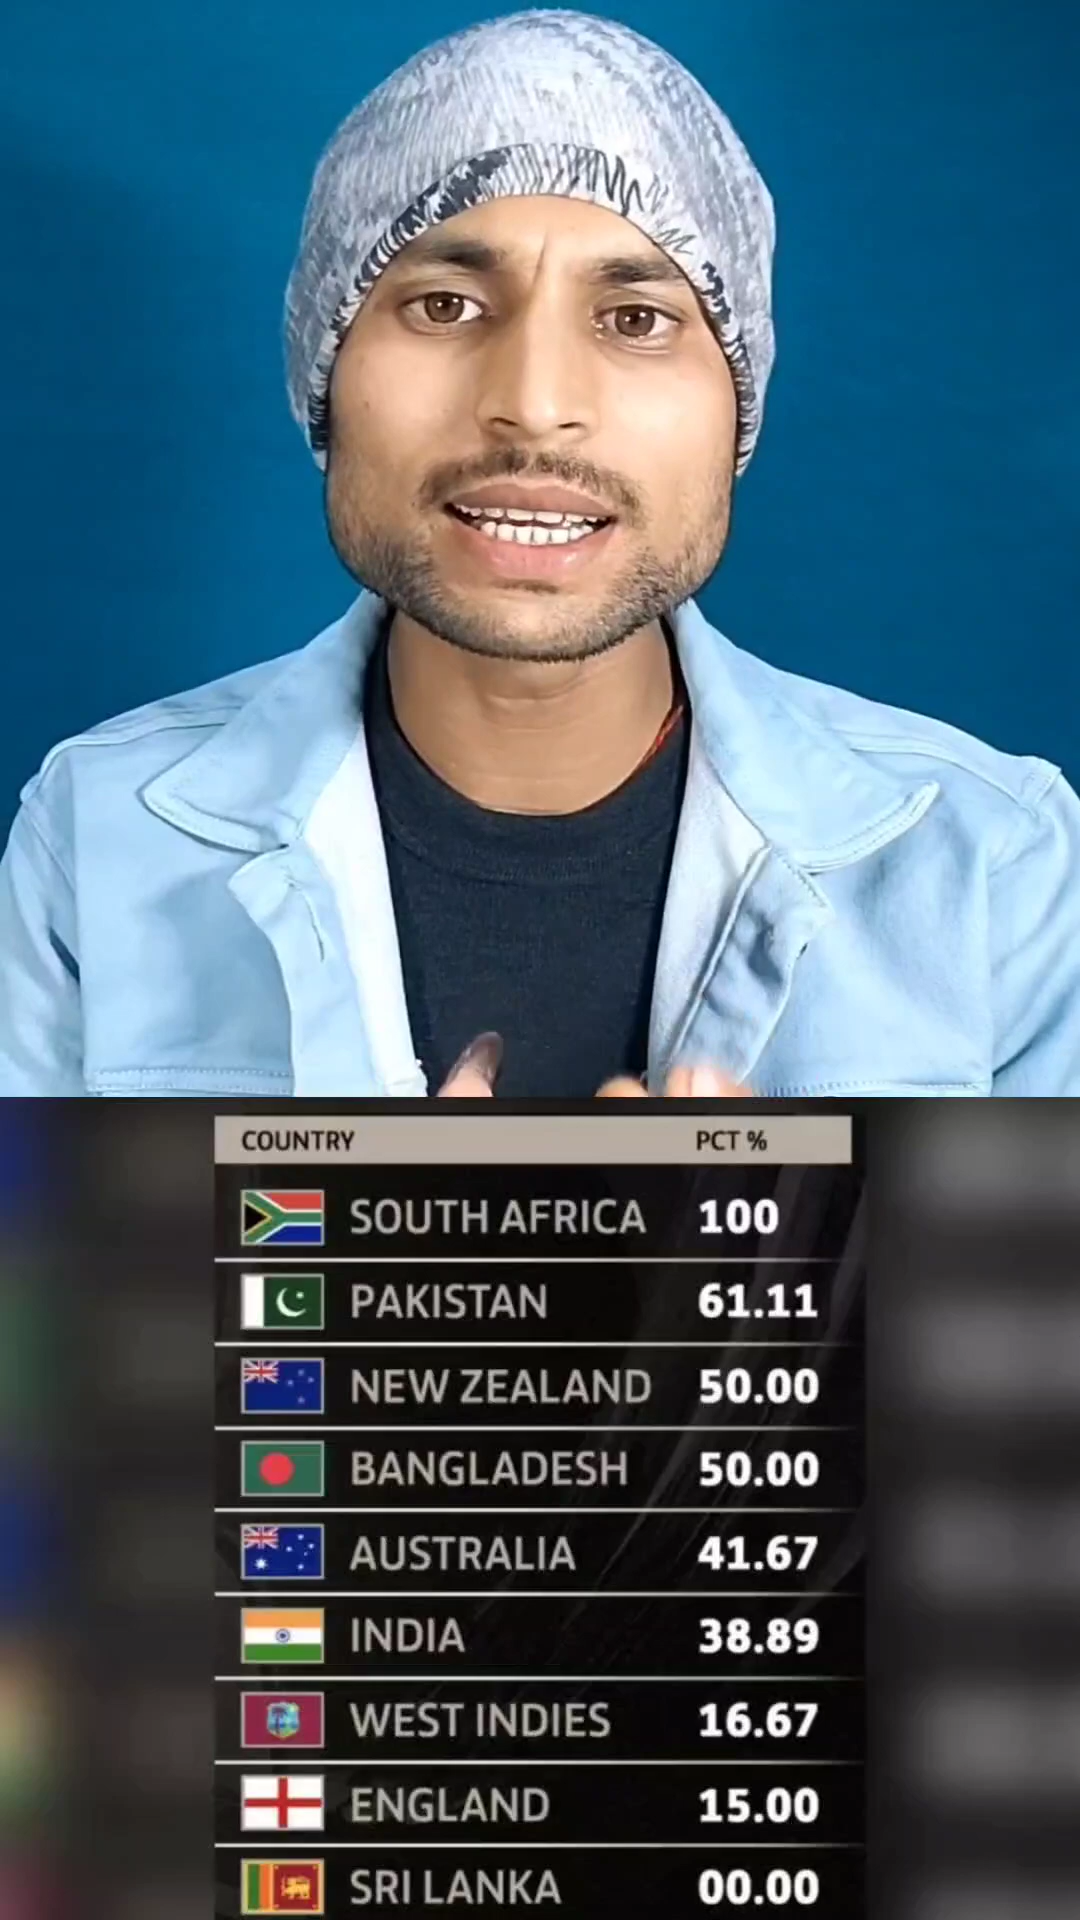 COUNTRY PCT %
SOUTH AFRICA 100
PAKISTAN 61.11
NEW ZEALAND 50.00
BANGLADESH 50.00
AUSTRALIA 41.67
INDIA 38.89
WEST INDIES 16.67
ENGLAND 15.00
SRI LANKA 00.00